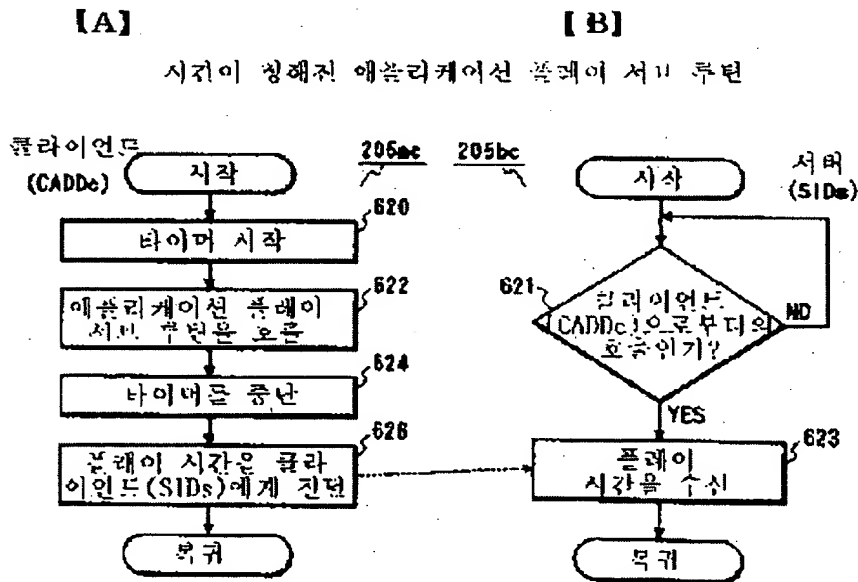 [A]
[B]
시간이 정해진 애플리케이션 플레이 서브 루틴
클라이언트
(CADDc)
시작
206mc
620
타이머 시작
622
애플리케이션 플레이
서브 루틴을 호출
624
타이머를 중단
626
플레이 시간은 클라
이언트(SIDs)에게 전달
복귀
205bc
서버
(SIDs)
시작
621
클라이언트
(CADDc)으로부터의
호출인가?
NO
YES
623
플레이
시간을 수신
복귀